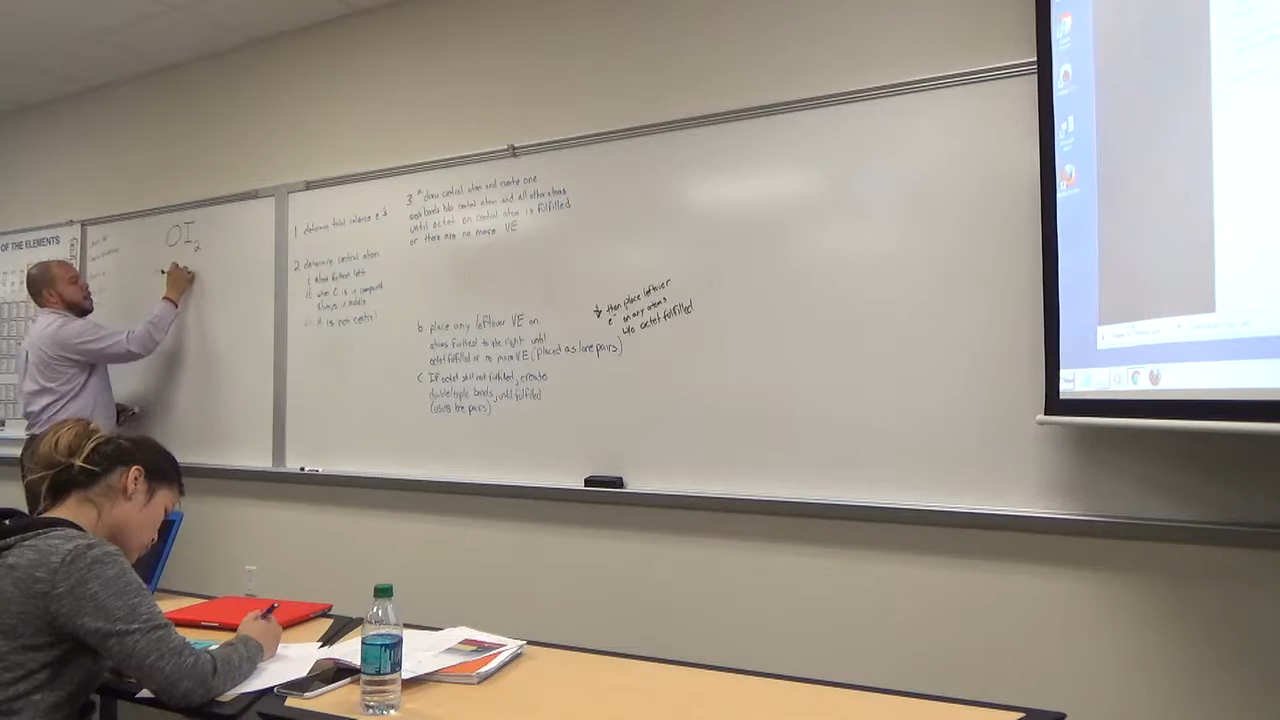 OF THE ELEMENTS
OI2
1 determine total valence e-'s
2 determine central atom
i. Atom furthest left
ii when C is in compound
always in middle
iii H is not central
3 a draw central atom and create one
bonds b/w central atom and all other atoms
until octet on central atom is fulfilled
or there are no more VE
b place any leftover VE on
atoms furthest to the right until
octet fulfilled or no more VE (placed as lone pairs)
then place leftover
e- on any atoms
w/o octet fulfilled
c If octet still not fulfilled, create
double/triple bonds, until fulfilled
(using lone pairs)